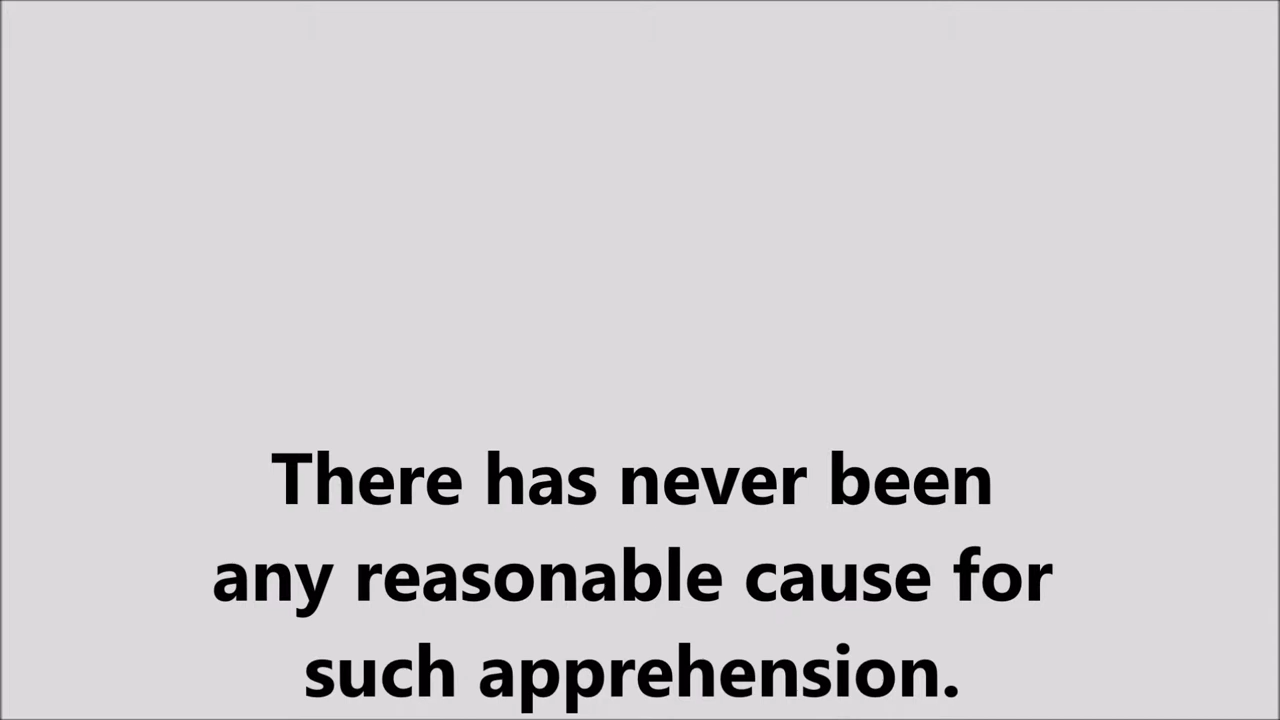 There has never been
any reasonable cause for
such apprehension.